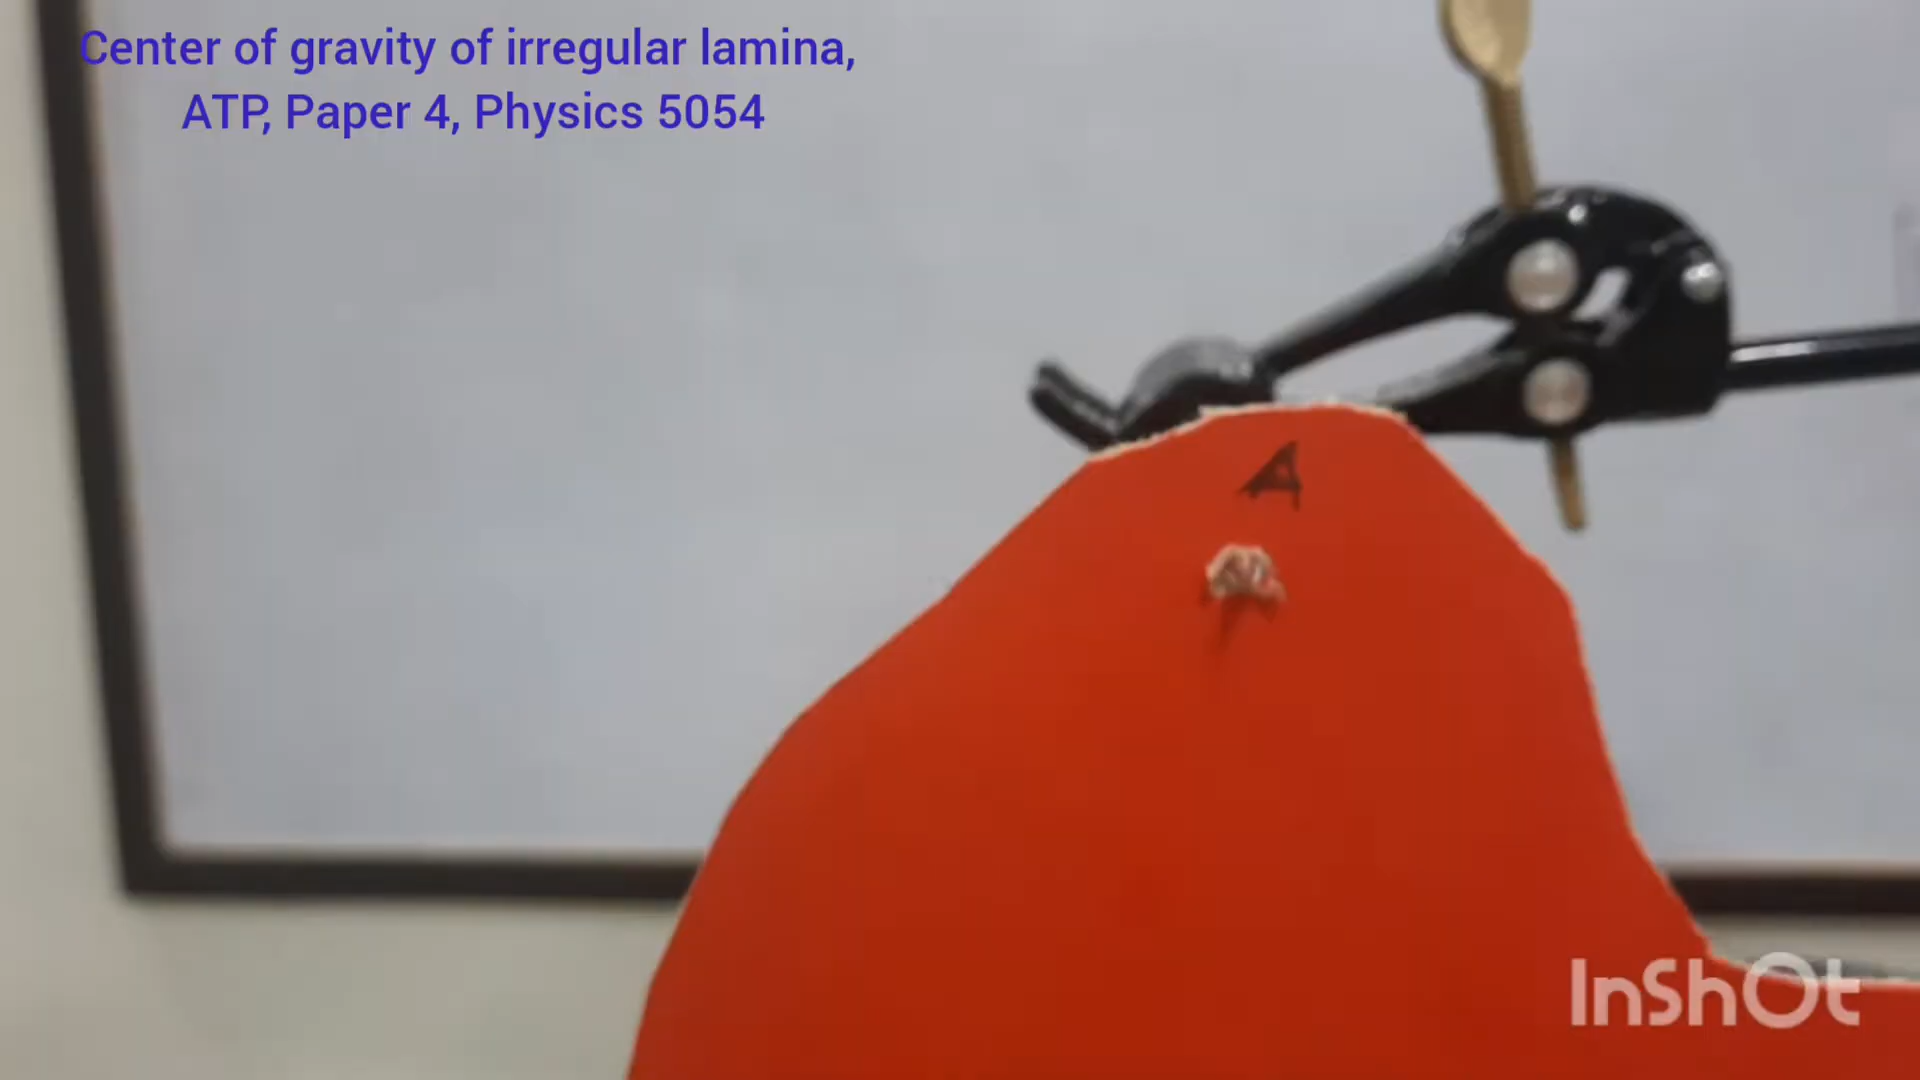 Center of gravity of irregular lamina,
ATP, Paper 4, Physics 5054
A
InShOt